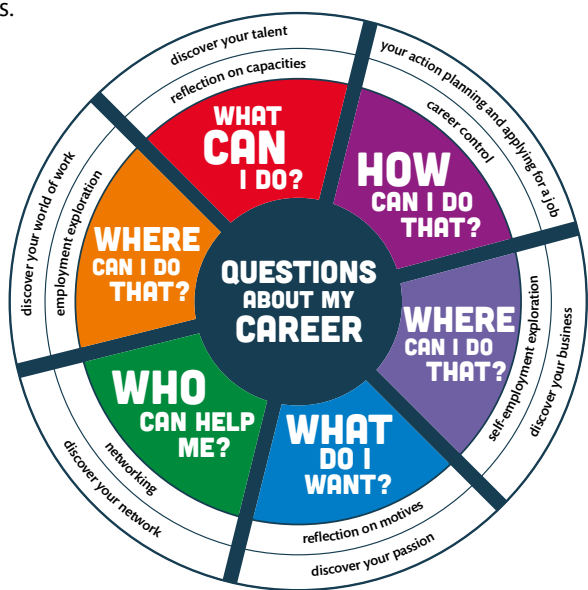 s.
discover your talent
reflection on capacities
WHAT
CAN
I DO?
your action planning and applying for a job
career control
HOW
CAN I DO
THAT?
discover your business
self-employment exploration
WHERE
CAN I DO
THAT?
discover your passion
reflection on motives
WHAT
DO I
WANT?
discover your network
networking
WHO
CAN HELP
ME?
discover your world of work
employment exploration
WHERE
CAN I DO
THAT?
QUESTIONS
ABOUT MY
CAREER